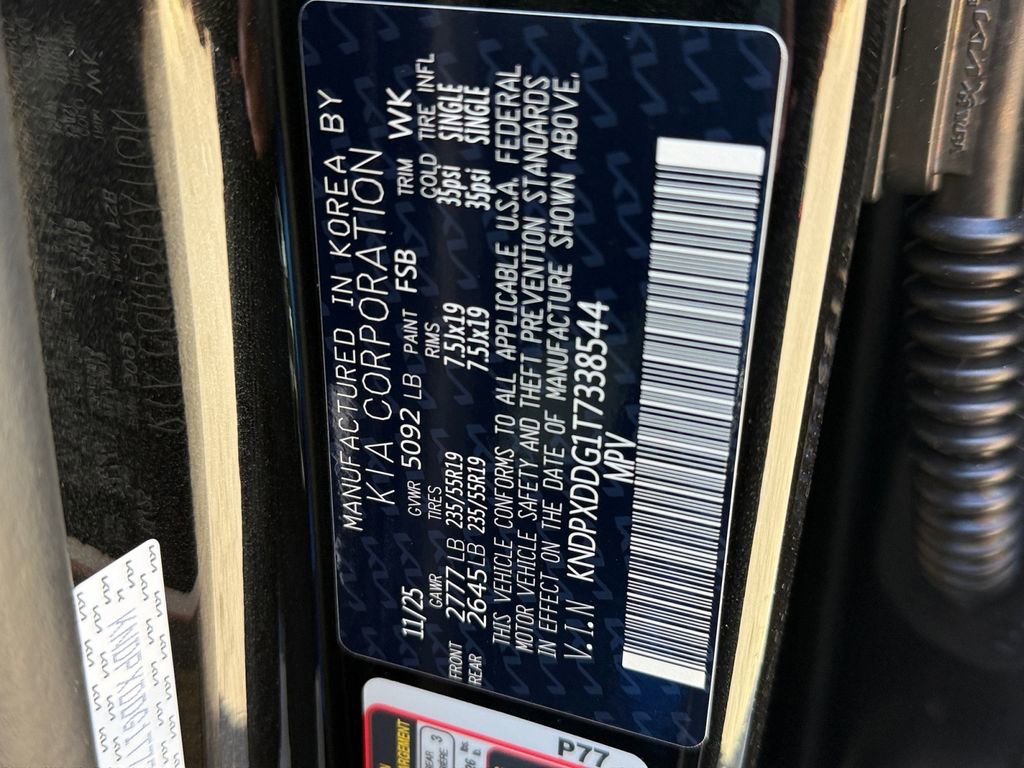 MANUFACTURED IN KOREA BY
KIA CORPORATION
11/25 GVWR 5092 LB PAINT FSB TRIM WK
GAWR TIRES RIMS COLD TIRE INFL
FRONT 2777 LB 235/55R19 7.5Jx19 35psi SINGLE
REAR 2645 LB 235/55R19 7.5Jx19 35psi SINGLE
THIS VEHICLE CONFORMS TO ALL APPLICABLE U.S.A. FEDERAL
MOTOR VEHICLE SAFETY AND THEFT PREVENTION STANDARDS
IN EFFECT ON THE DATE OF MANUFACTURE SHOWN ABOVE.
V.I.N KNDPXDDG1T7338544
MPV
P77